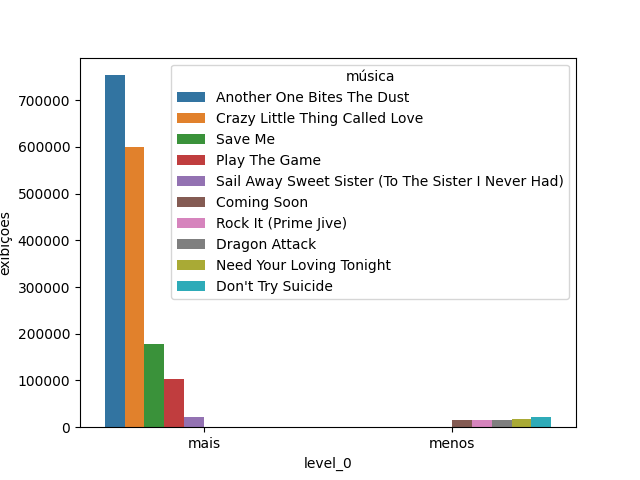 música
Another One Bites The Dust
Crazy Little Thing Called Love
Save Me
Play The Game
Sail Away Sweet Sister (To The Sister I Never Had)
Coming Soon
Rock It (Prime Jive)
Dragon Attack
Need Your Loving Tonight
Don't Try Suicide
700000
600000
500000
400000
300000
200000
100000
0
exibições
mais
menos
level_0